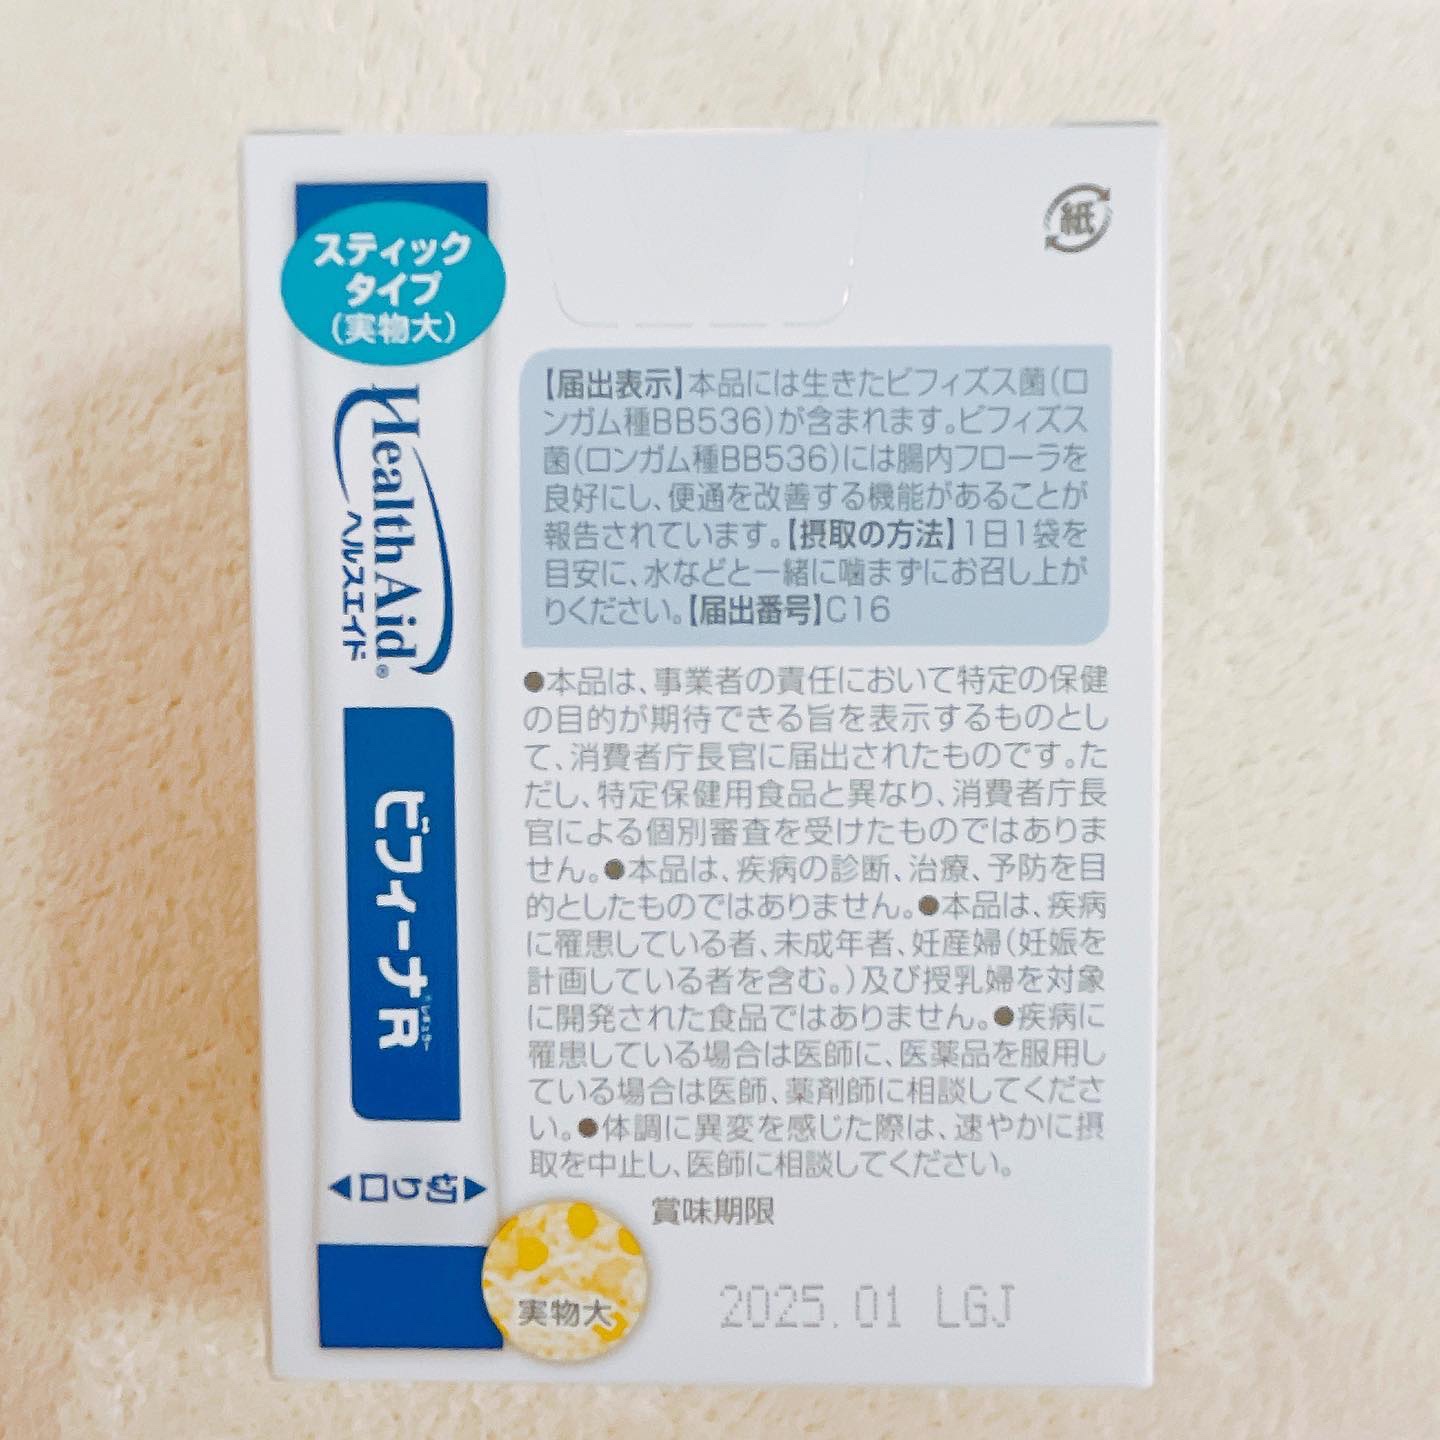 スティック
タイプ
(実物大)
Health Aid®
ヘルスエイド
ビフィーナR
レギュラー
◀切り口▶
実物大
紙
【届出表示】本品には生きたビフィズス菌(ロ
ンガム種BB536)が含まれます。ビフィズス
菌(ロンガム種BB536)には腸内フローラを
良好にし、便通を改善する機能があることが
報告されています。【摂取の方法】1日1袋を
目安に、水などと一緒に噛まずにお召し上が
りください。【届出番号】C16
●本品は、事業者の責任において特定の保健
の目的が期待できる旨を表示するものとし
て、消費者庁長官に届出されたものです。た
だし、特定保健用食品と異なり、消費者庁長
官による個別審査を受けたものではありま
せん。●本品は、疾病の診断、治療、予防を目
的としたものではありません。●本品は、疾病
に罹患している者、未成年者、妊産婦(妊娠を
計画している者を含む。)及び授乳婦を対象
に開発された食品ではありません。●疾病に
罹患している場合は医師に、医薬品を服用し
ている場合は医師、薬剤師に相談してくださ
い。●体調に異変を感じた際は、速やかに摂
取を中止し、医師に相談してください。
賞味期限
2025.01 LGJ